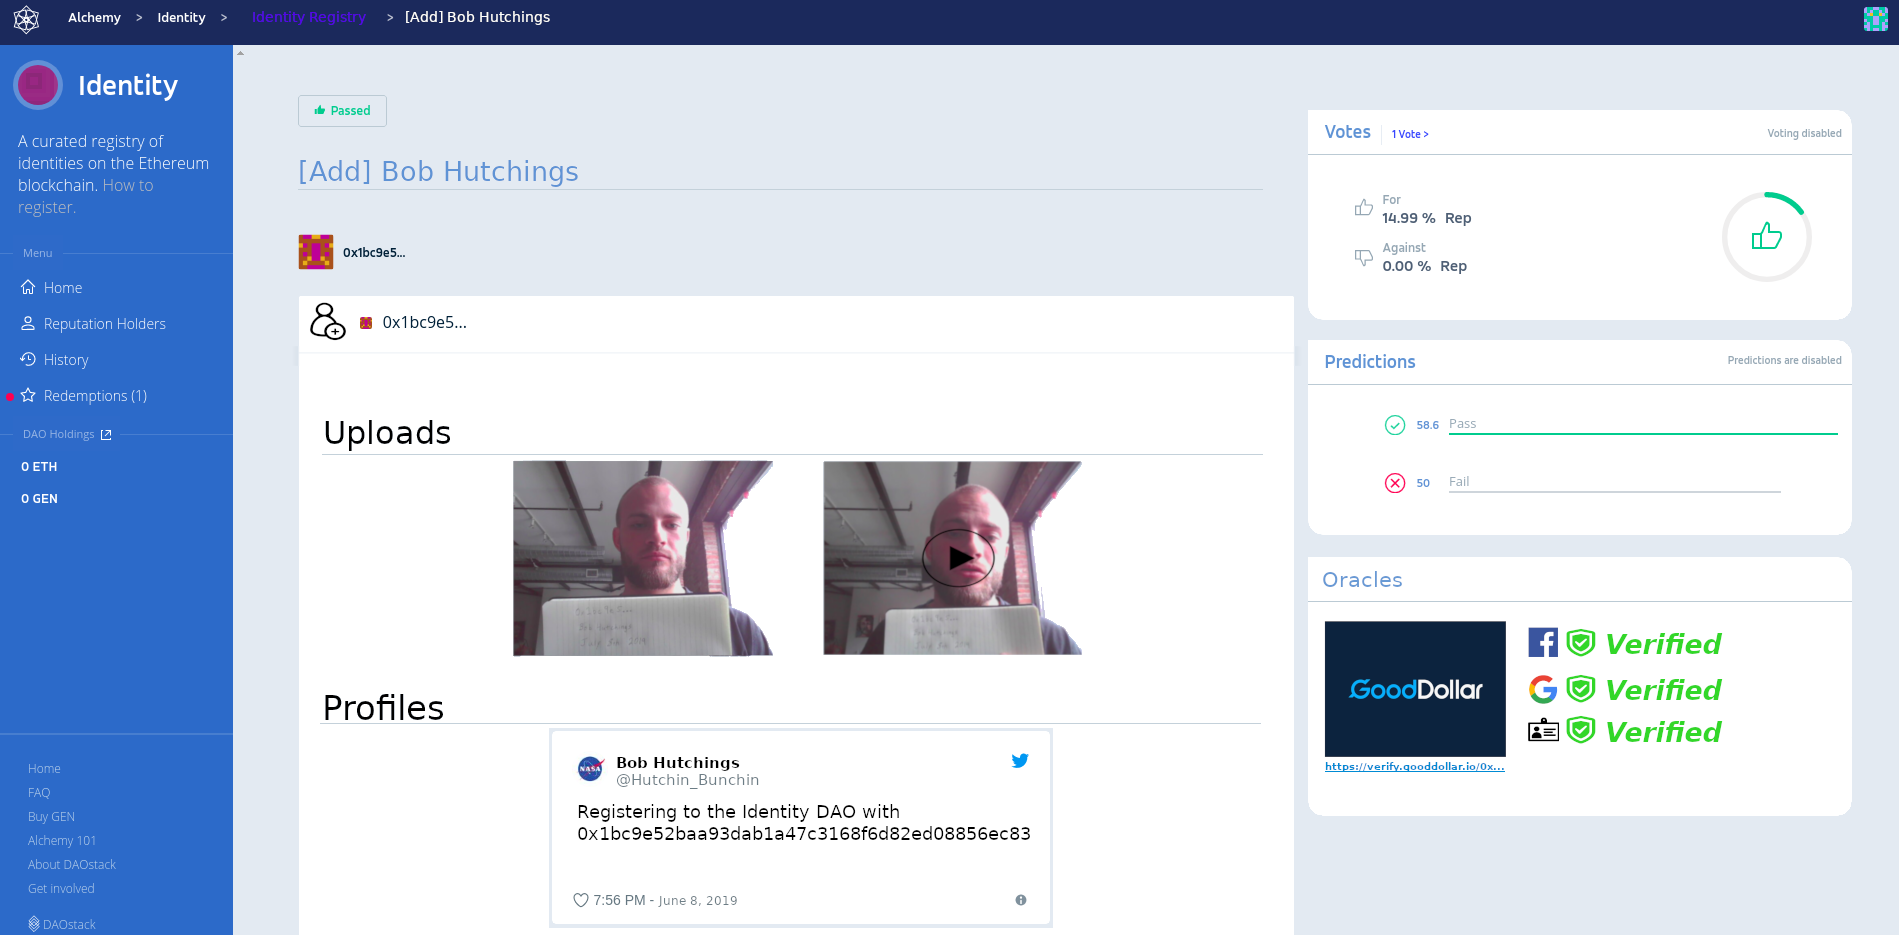 Alchemy > Identity > Identity Registry > [Add] Bob Hutchings
Identity
A curated registry of
identities on the Ethereum
blockchain. How to
register.
Menu
Home
Reputation Holders
History
Redemptions (1)
DAO Holdings
0 ETH
0 GEN
Home
FAQ
Buy GEN
Alchemy 101
About DAOstack
Get involved
DAOstack
Passed
[Add] Bob Hutchings
0x1bc9e5...
0x1bc9e5...
Uploads
Profiles
NASA
Bob Hutchings
@Hutchin_Bunchin
Registering to the Identity DAO with
0x1bc9e52baa93dab1a47c3168f6d82ed08856ec83
7:56 PM - June 8, 2019
Votes
1 Vote >
Voting disabled
For
14.99 % Rep
Against
0.00 % Rep
Predictions
Predictions are disabled
58.6 Pass
50 Fail
Oracles
GoodDollar
https://verify.gooddollar.io/0x...
Verified
Verified
Verified